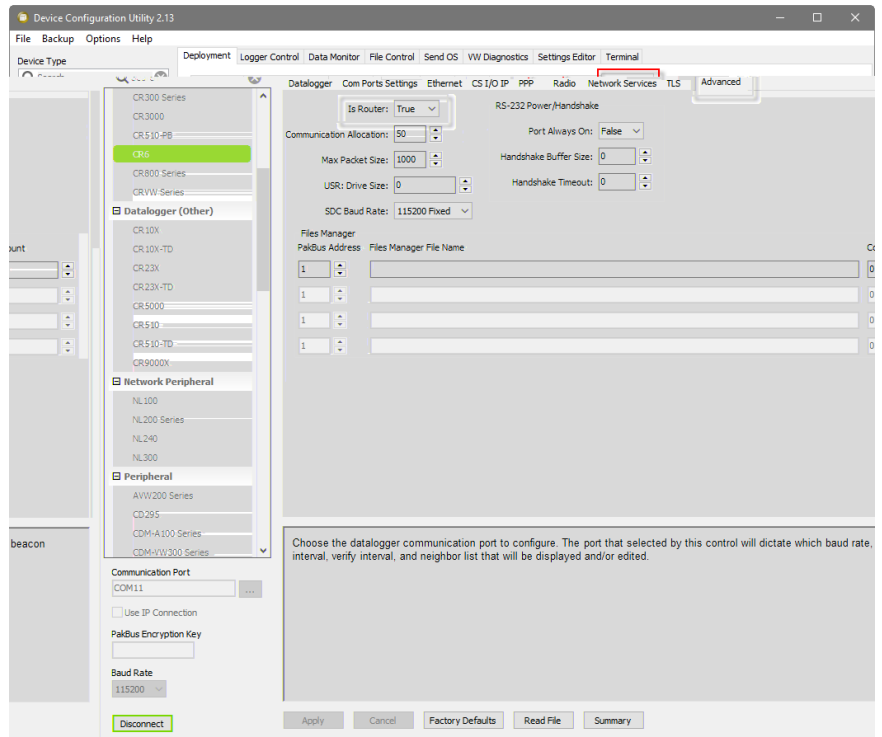 Device Configuration Utility 2.13
File Backup Options Help
Device Type
Deployment Logger Control Data Monitor File Control Send OS VW Diagnostics Settings Editor Terminal
Datalogger Com Ports Settings Ethernet CS I/O IP PPP Radio Network Services TLS Advanced
CR300 Series
CR3000
CR510-PB
CR6
CR800 Series
CRVW Series
Datalogger (Other)
CR10X
CR10X-TD
CR23X
CR23X-TD
CR5000
CR510
CR510-TD
CR9000X
Network Peripheral
NL100
NL200 Series
NL240
NL300
Peripheral
AVW200 Series
CD295
CDM-A100 Series
CDM-VW300 Series
Is Router: True
RS-232 Power/Handshake
Communication Allocation: 50
Port Always On: False
Max Packet Size: 1000
Handshake Buffer Size: 0
USR: Drive Size: 0
Handshake Timeout: 0
SDC Baud Rate: 115200 Fixed
Files Manager
PakBus Address Files Manager File Name
1
0
1
0
1
0
1
0
beacon
Choose the datalogger communication port to configure. The port that selected by this control will dictate which baud rate,
interval, verify interval, and neighbor list that will be displayed and/or edited.
Communication Port
COM11
...
Use IP Connection
PakBus Encryption Key
Baud Rate
115200
Disconnect
Apply Cancel Factory Defaults Read File Summary